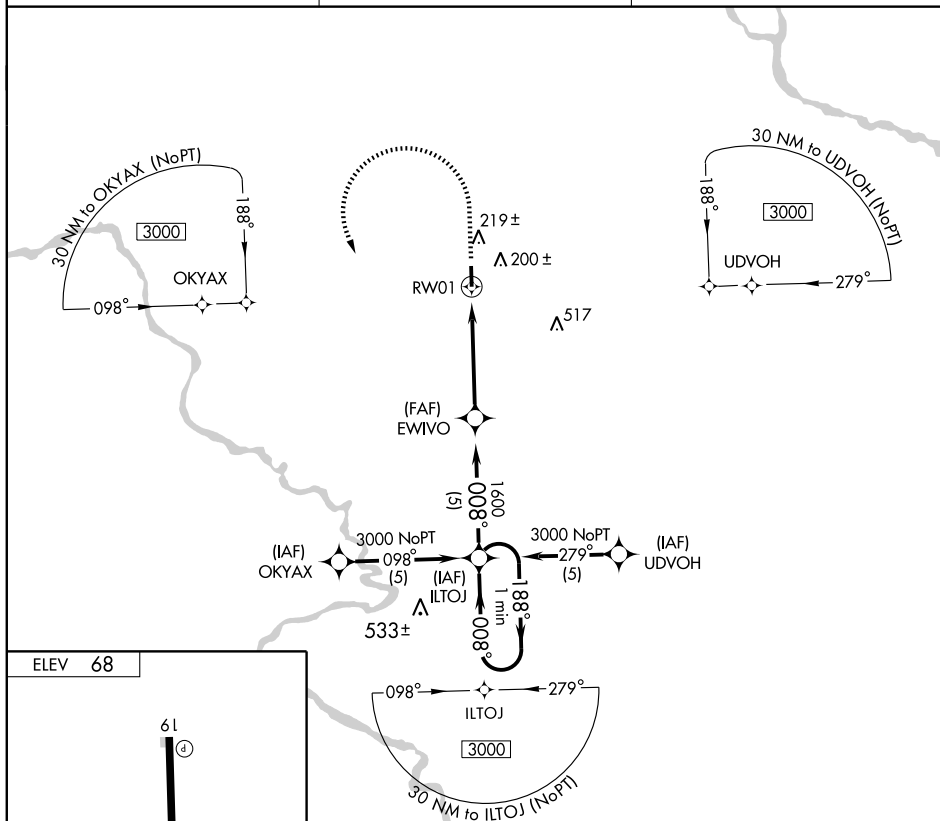 30 NM to OKYAX (NoPT)
3000
188°
098°
OKYAX
30 NM to UDVOH (NoPT)
188°
3000
UDVOH
279°
219±
200±
RW01
517
(FAF)
EWIVO
1600
008°
(5)
(IAF)
OKYAX
3000 NoPT
098°
(5)
(IAF)
ILTOJ
3000 NoPT
279°
(5)
(IAF)
UDVOH
188°
1 min
008°
533±
098°
279°
ILTOJ
3000
30 NM to ILTOJ (NoPT)
ELEV 68
19
P